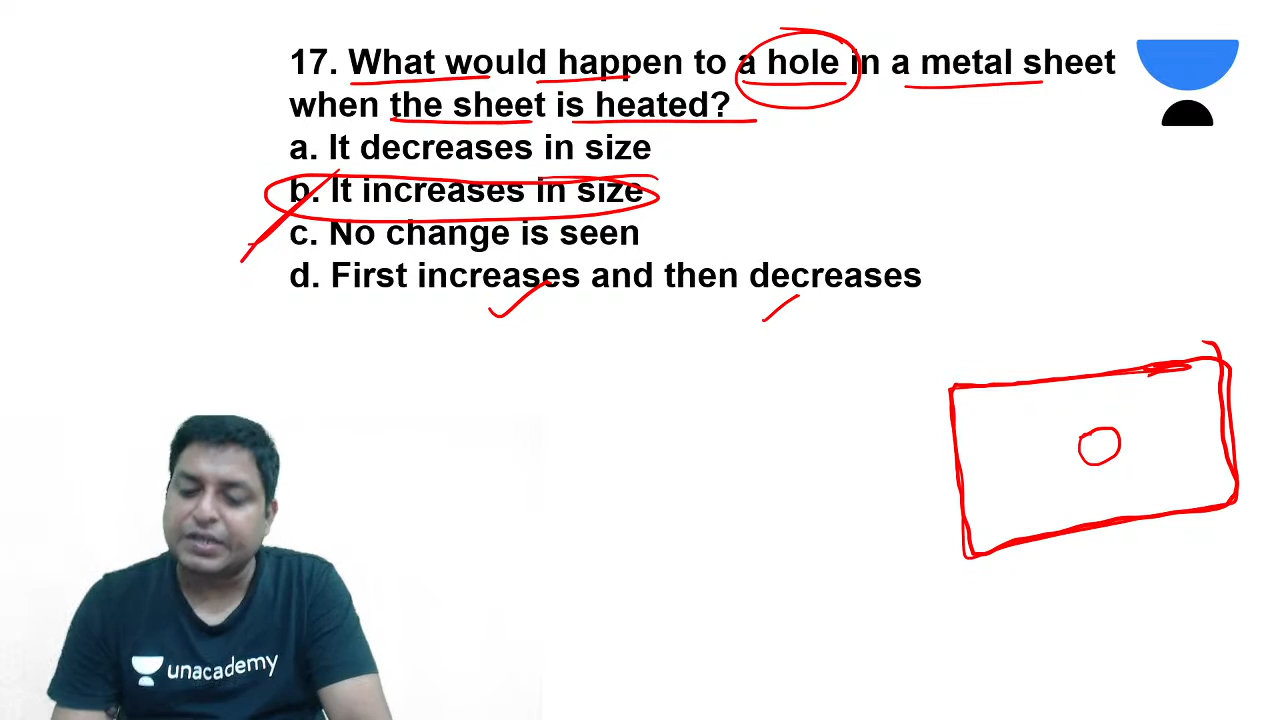 17. What would happen to a hole in a metal sheet
when the sheet is heated?
a. It decreases in size
b. It increases in size
c. No change is seen
d. First increases and then decreases
unacademy